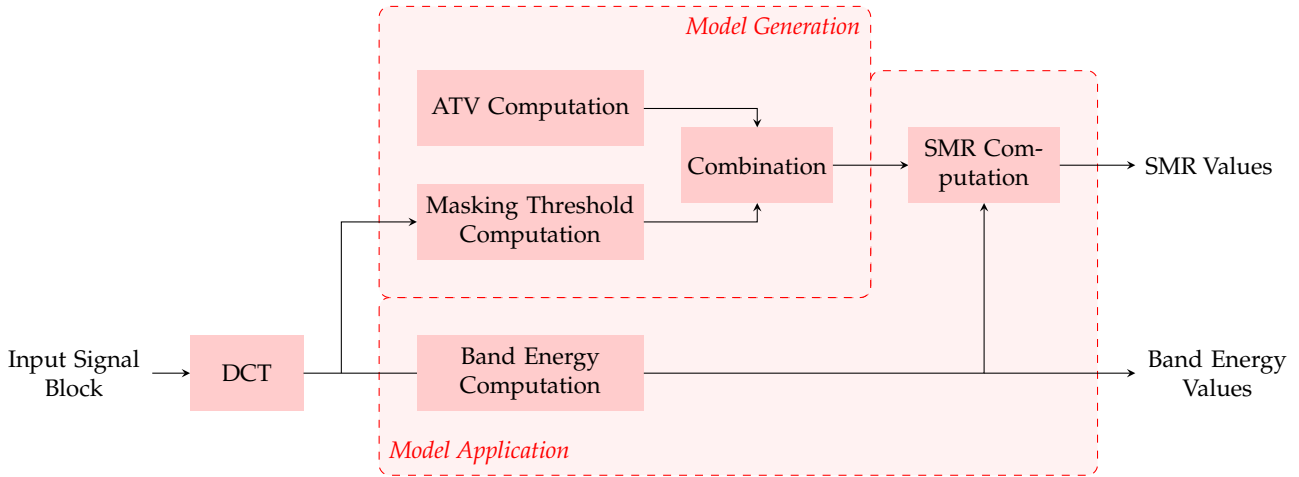 Model Generation
ATV Computation
Combination
SMR Com-
putation
SMR Values
Masking Threshold
Computation
Input Signal
Block
DCT
Band Energy
Computation
Band Energy
Values
Model Application